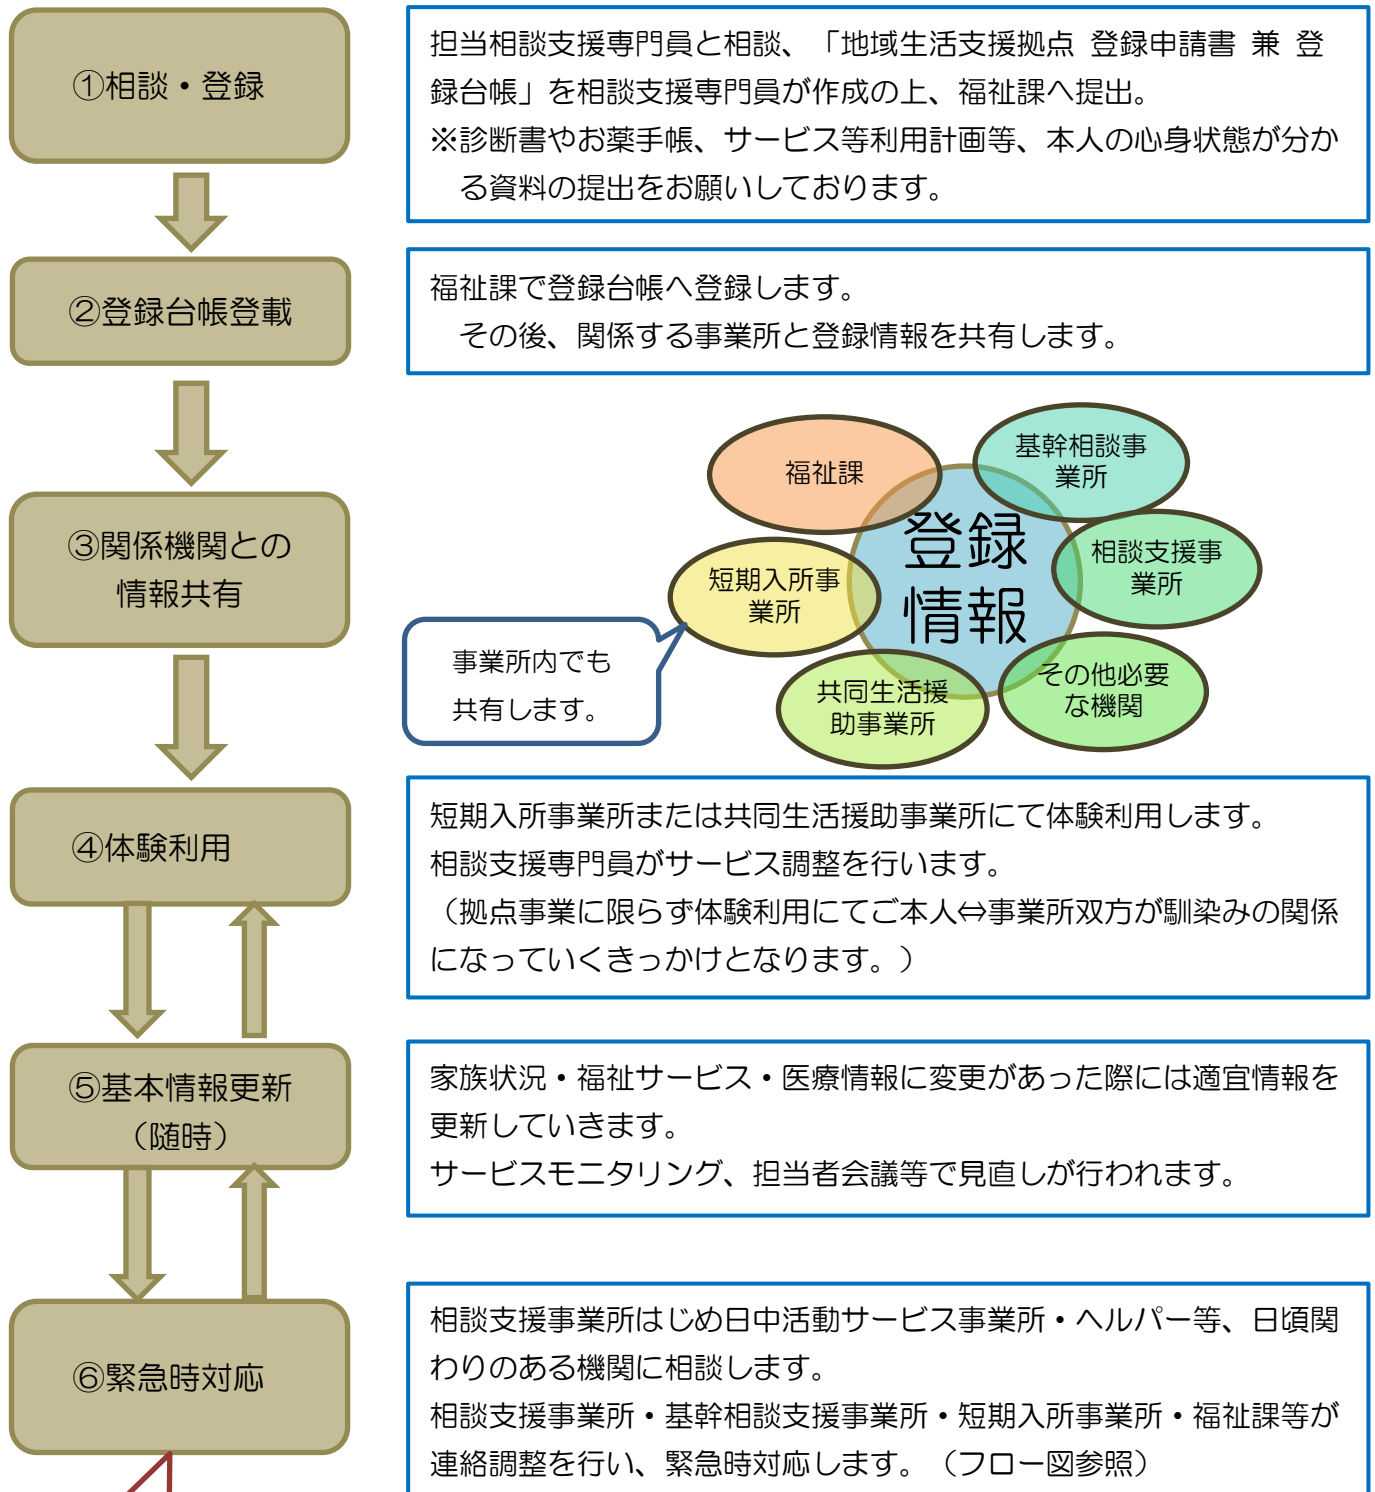 ①相談・登録
担当相談支援専門員と相談、「地域生活支援拠点 登録申請書 兼 登
録台帳」を相談支援専門員が作成の上、福祉課へ提出。
※診断書やお薬手帳、サービス等利用計画等、本人の心身状態が分か
る資料の提出をお願いしております。
②登録台帳登載
福祉課で登録台帳へ登録します。
その後、関係する事業所と登録情報を共有します。
③関係機関との
情報共有
福祉課
基幹相談事
業所
登録
情報
相談支援事
業所
短期入所事
業所
その他必要
な機関
共同生活援
助事業所
事業所内でも
共有します。
④体験利用
短期入所事業所または共同生活援助事業所にて体験利用します。
相談支援専門員がサービス調整を行います。
（拠点事業に限らず体験利用にてご本人⇔事業所双方が馴染みの関係
になっていくきっかけとなります。）
⑤基本情報更新
（随時）
家族状況・福祉サービス・医療情報に変更があった際には適宜情報を
更新していきます。
サービスモニタリング、担当者会議等で見直しが行われます。
⑥緊急時対応
相談支援事業所はじめ日中活動サービス事業所・ヘルパー等、日頃関
わりのある機関に相談します。
相談支援事業所・基幹相談支援事業所・短期入所事業所・福祉課等が
連絡調整を行い、緊急時対応します。（フロー図参照）